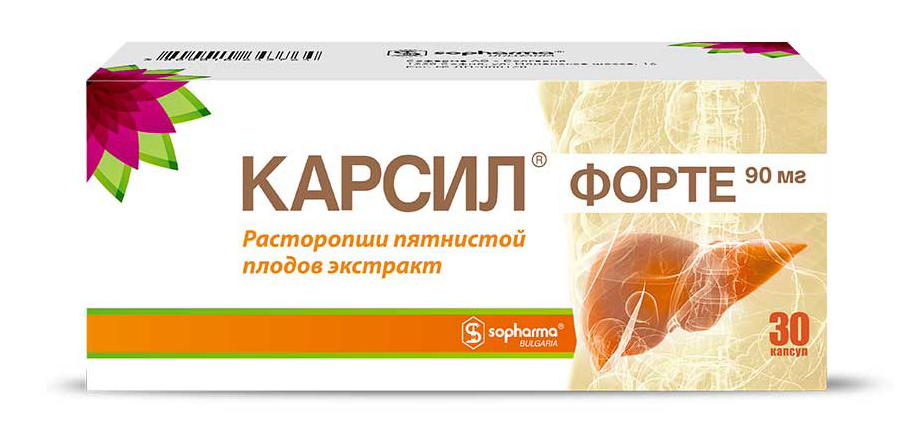 sopharma®
КАРСИЛ® ФОРТЕ 90 мг
Расторопши пятнистой
плодов экстракт
sopharma®
BULGARIA
30
капсул